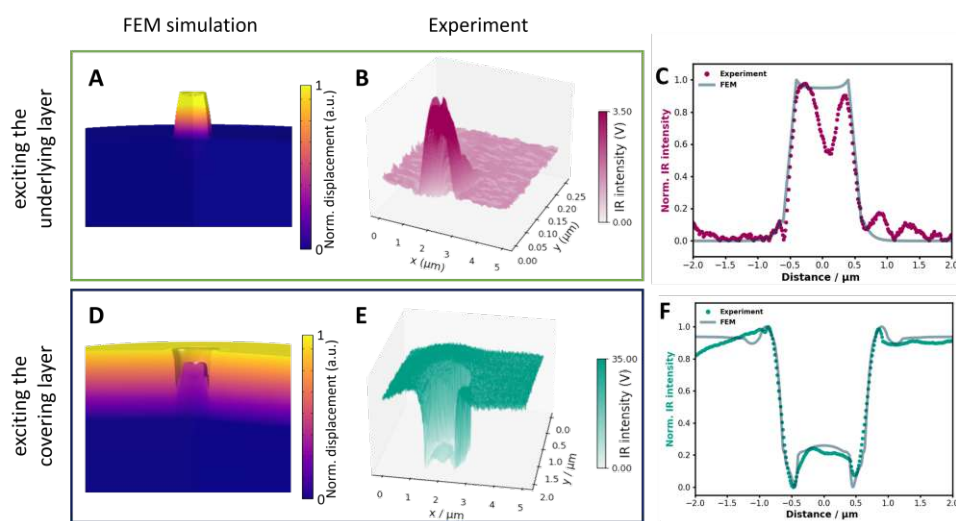 FEM simulation
Experiment
exciting the
underlying layer
A
1
0
Norm. displacement (a.u.)
B
3.50
0.00
IR intensity (V)
0.25
0.20
0.15
0.10
0.05
0.00
y (μm)
0
1
2
3
4
5
x (μm)
C
Experiment
FEM
1.0
0.8
0.6
0.4
0.2
0.0
Norm. IR intensity
−2.0 −1.5 −1.0 −0.5 0.0 0.5 1.0 1.5 2.0
Distance / μm
exciting the
covering layer
D
1
0
Norm. displacement (a.u.)
E
35.00
0.00
IR intensity (V)
0.0
0.5
1.0
1.5
2.0
y / μm
0
1
2
3
4
5
x / μm
F
Experiment
FEM
1.0
0.8
0.6
0.4
0.2
0.0
Norm. IR intensity
−2.0 −1.5 −1.0 −0.5 0.0 0.5 1.0 1.5 2.0
Distance / μm